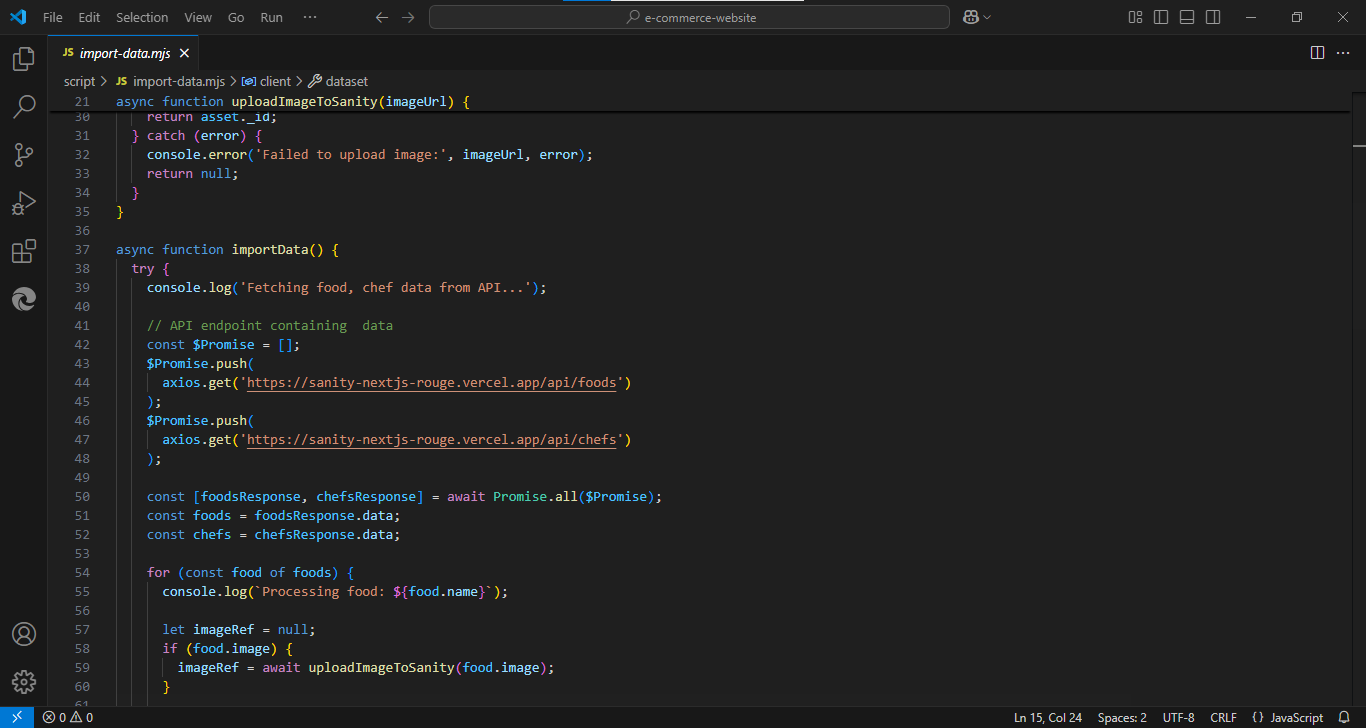 File Edit Selection View Go Run ··· e-commerce-website
JS import-data.mjs
script > JS import-data.mjs > client > dataset
21 async function uploadImageToSanity(imageUrl) {
30 return asset._id;
31 } catch (error) {
32 console.error('Failed to upload image:', imageUrl, error);
33 return null;
34 }
35 }
36
37 async function importData() {
38 try {
39 console.log('Fetching food, chef data from API...');
40
41 // API endpoint containing  data
42 const $Promise = [];
43 $Promise.push(
44 axios.get('https://sanity-nextjs-rouge.vercel.app/api/foods')
45 );
46 $Promise.push(
47 axios.get('https://sanity-nextjs-rouge.vercel.app/api/chefs')
48 );
49
50 const [foodsResponse, chefsResponse] = await Promise.all($Promise);
51 const foods = foodsResponse.data;
52 const chefs = chefsResponse.data;
53
54 for (const food of foods) {
55 console.log(`Processing food: ${food.name}`);
56
57 let imageRef = null;
58 if (food.image) {
59 imageRef = await uploadImageToSanity(food.image);
60 }
61
0 0 Ln 15, Col 24 Spaces: 2 UTF-8 CRLF {} JavaScript